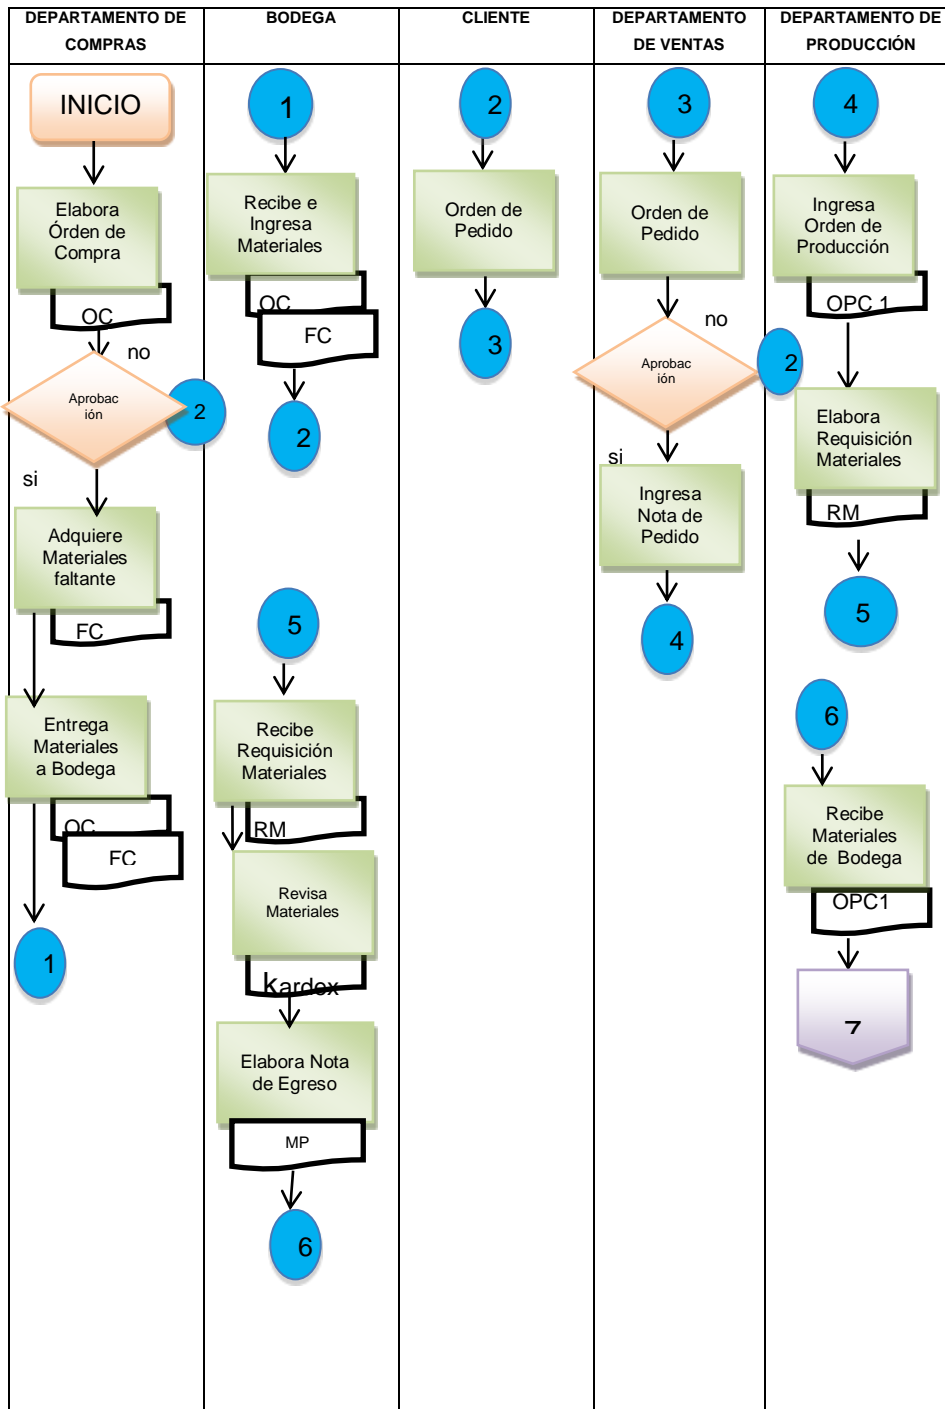 DEPARTAMENTO DE
COMPRAS
BODEGA
CLIENTE
DEPARTAMENTO
DE VENTAS
DEPARTAMENTO DE
PRODUCCIÓN
INICIO
Elabora
Órden de
Compra
OC
no
Aprobac
ión
2
si
Adquiere
Materiales
faltante
FC
Entrega
Materiales
a Bodega
OC
FC
1
1
Recibe e
Ingresa
Materiales
OC
FC
2
5
Recibe
Requisición
Materiales
RM
Revisa
Materiales
kardex
Elabora Nota
de Egreso
MP
6
2
Orden de
Pedido
3
3
Orden de
Pedido
no
Aprobac
ión
2
si
Ingresa
Nota de
Pedido
4
4
Ingresa
Orden de
Producción
OPC 1
Elabora
Requisición
Materiales
RM
5
6
Recibe
Materiales
de Bodega
OPC1
7